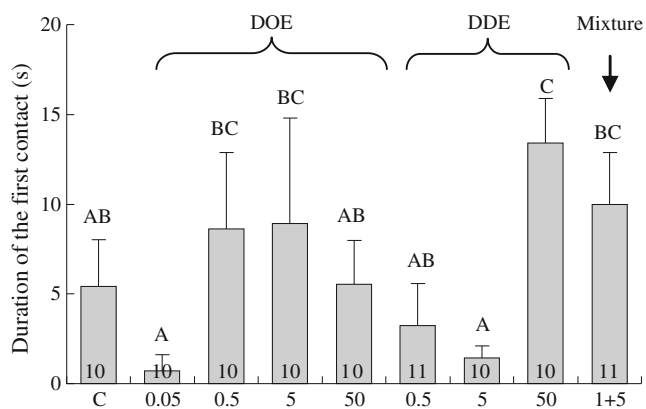 20 DOE DDE Mixture
C
15
BC BC BC
10
AB AB AB
5
A A
10 10 10 10 10 11 10 10 11
0
C 0.05 0.5 5 50 0.5 5 50 1+5
Duration of the first contact (s)